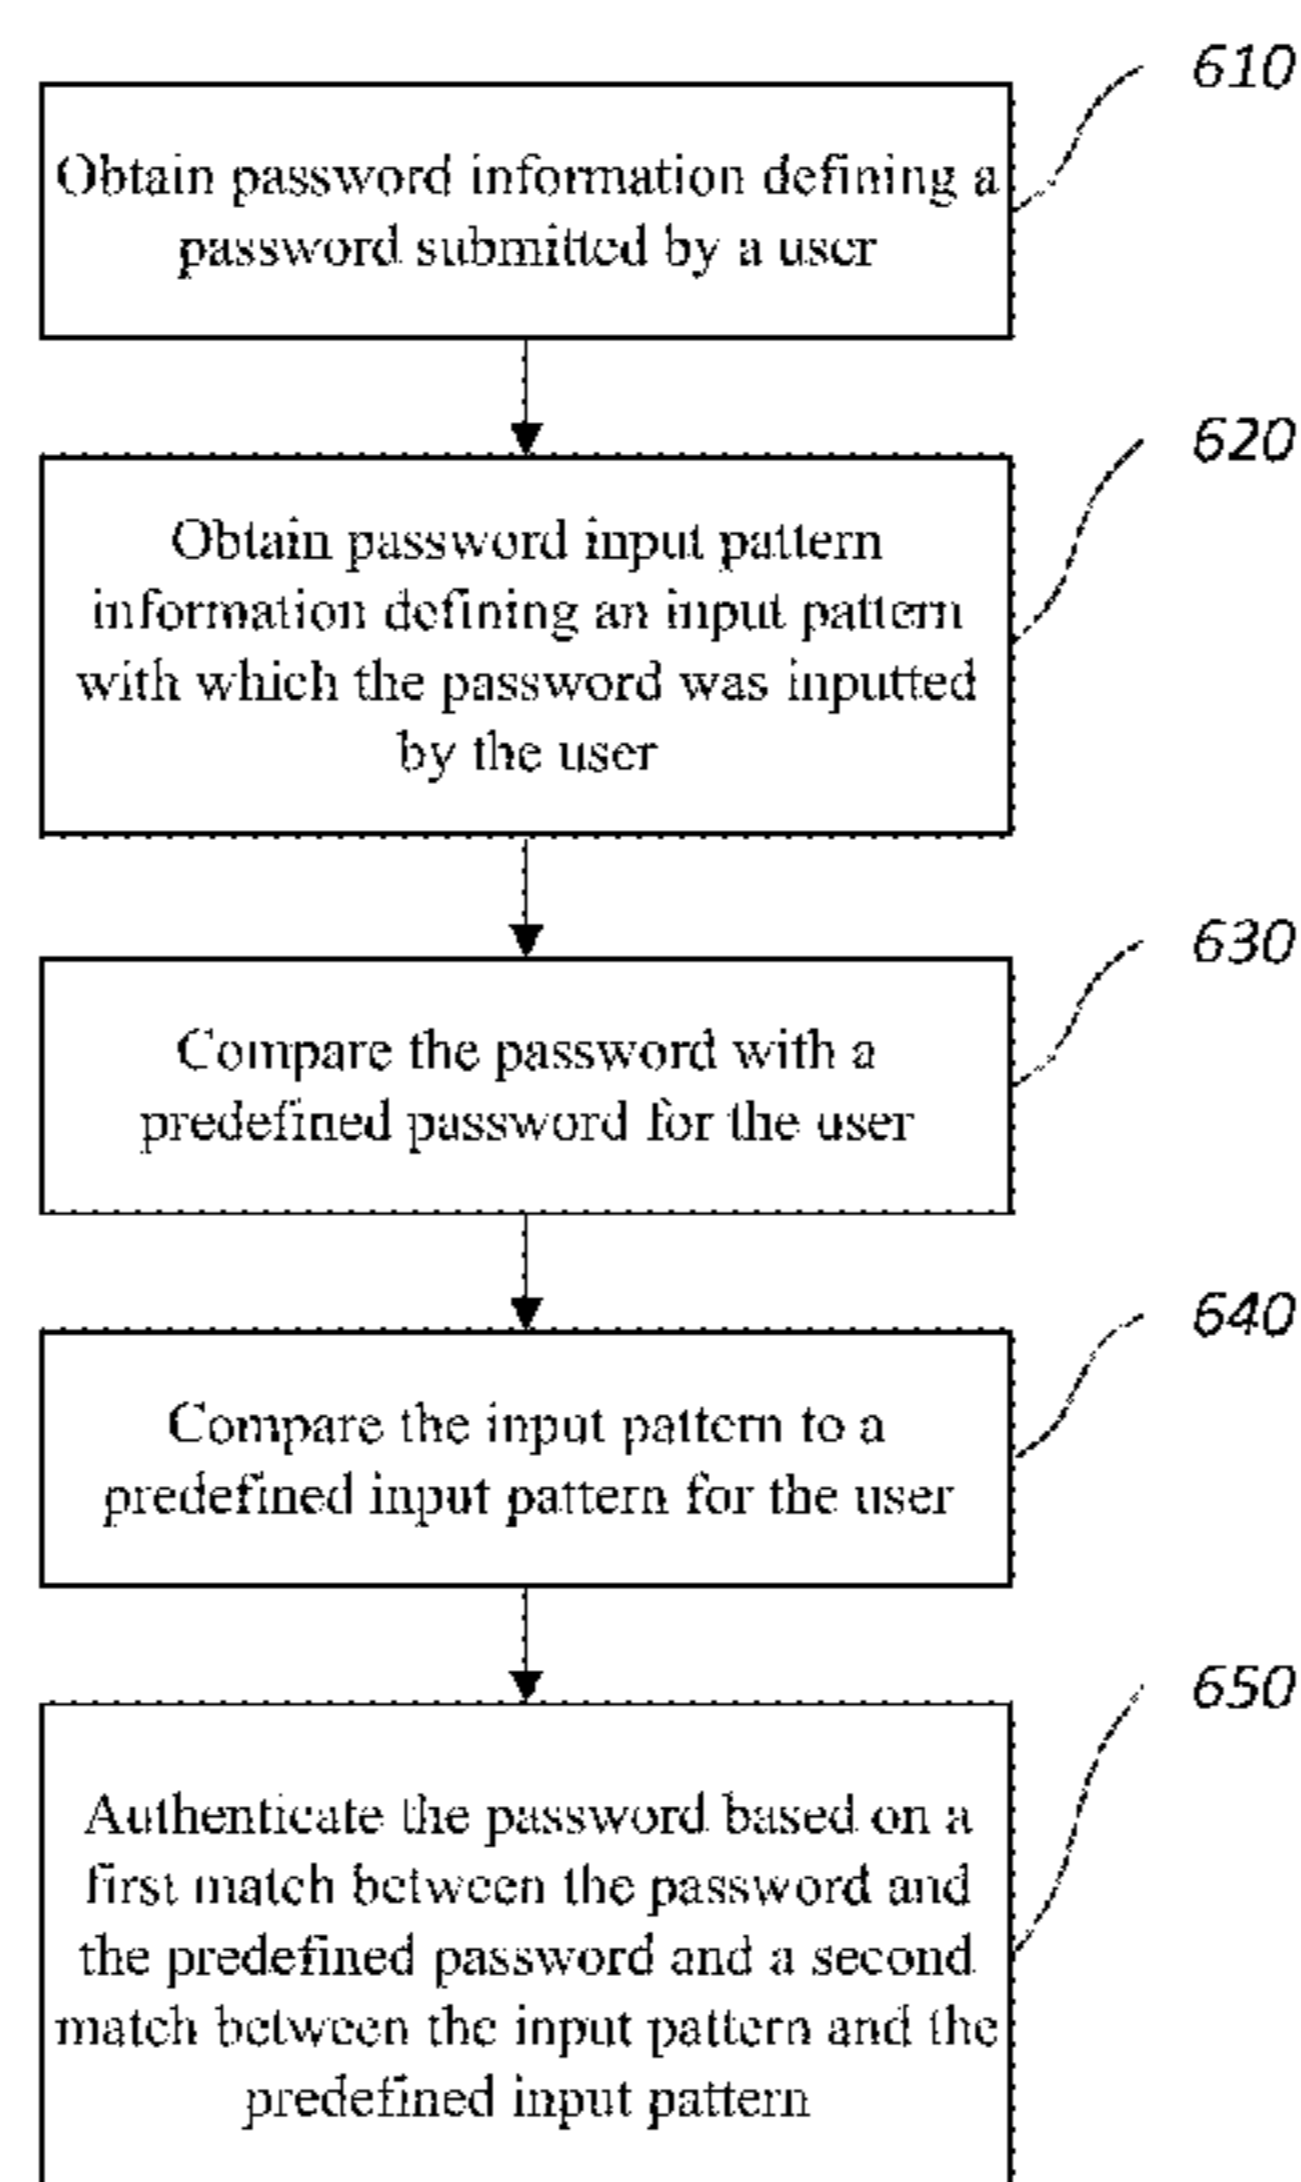 610
Obtain password information defining a
password submitted by a user
620
Obtain password input pattern
information defining an input pattern
with which the password was inputted
by the user
630
Compare the password with a
predefined password for the user
640
Compare the input pattern to a
predefined input pattern for the user
650
Authenticate the password based on a
first match between the password and
the predefined password and a second
match between the input pattern and the
predefined input pattern